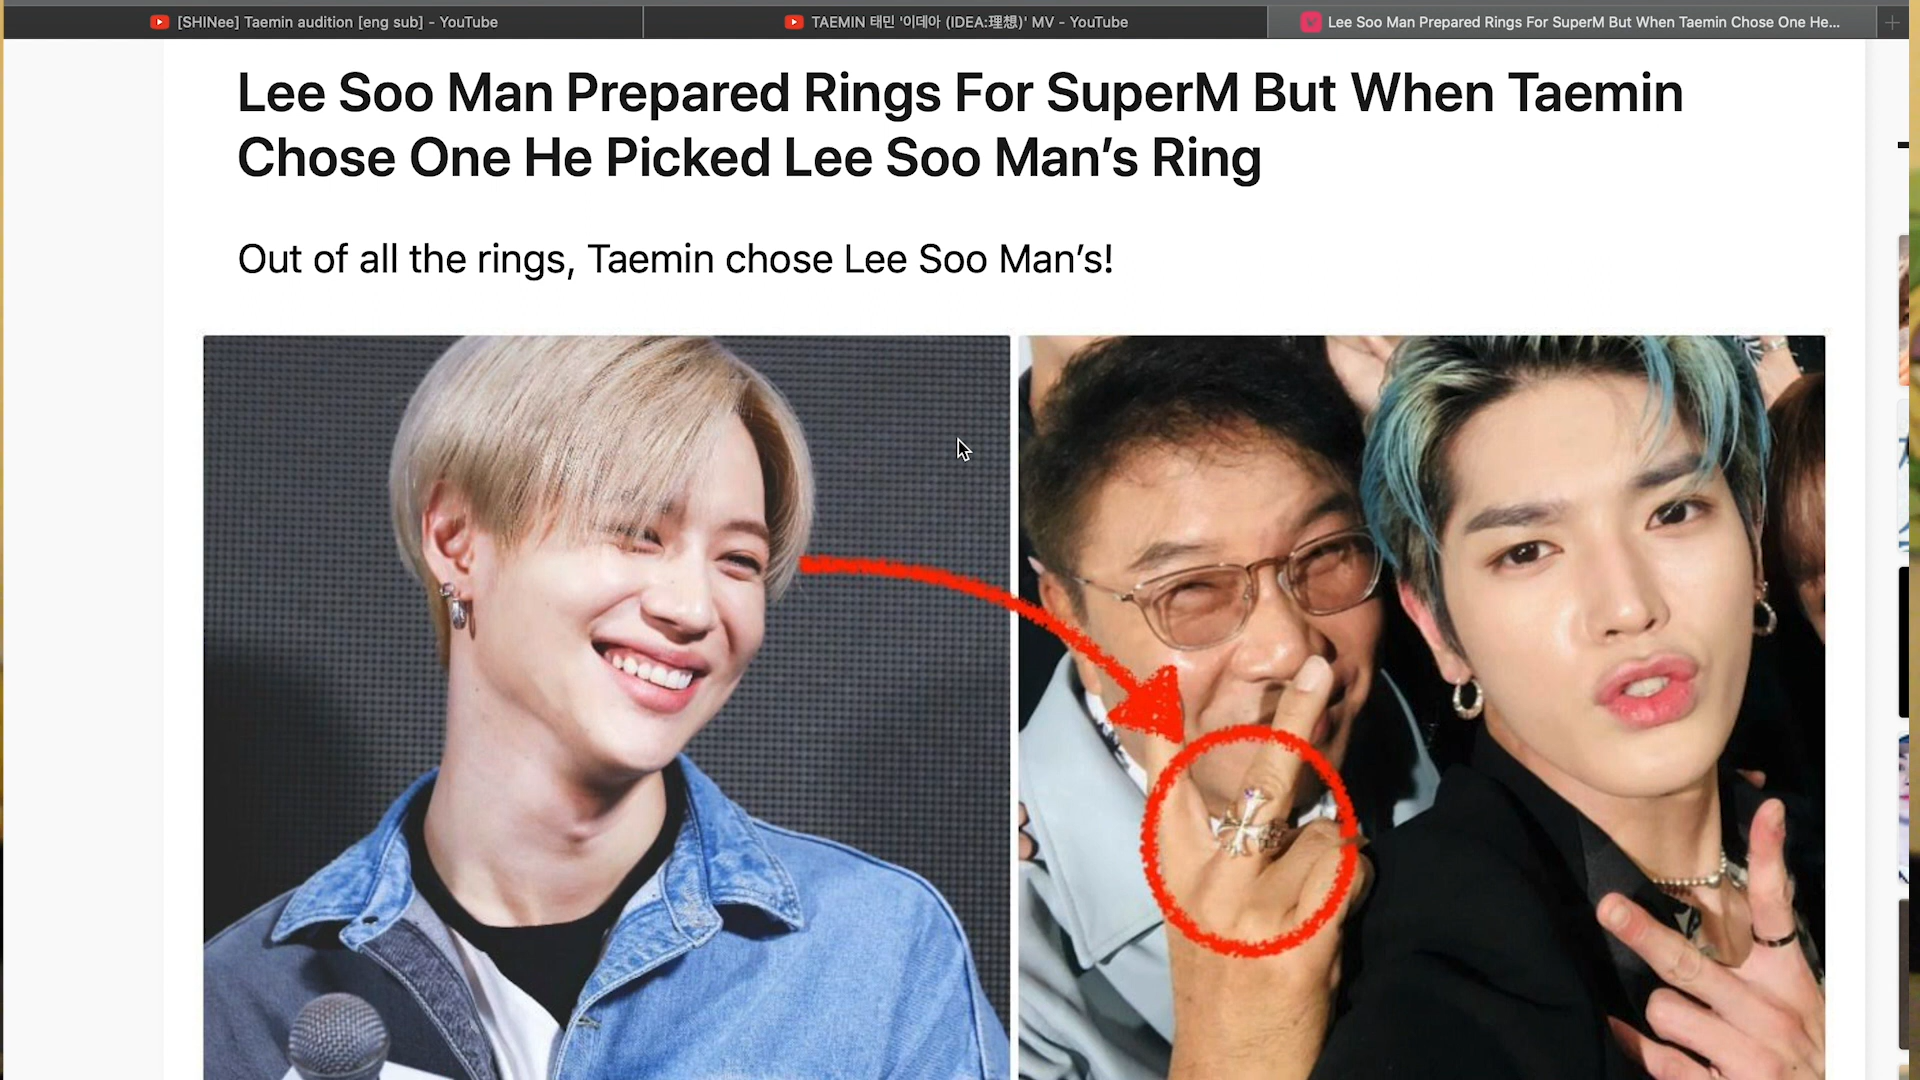 [SHINee] Taemin audition [eng sub] - YouTube
TAEMIN 태민 '이데아 (IDEA:理想)' MV - YouTube
Lee Soo Man Prepared Rings For SuperM But When Taemin Chose One He...
Lee Soo Man Prepared Rings For SuperM But When Taemin
Chose One He Picked Lee Soo Man’s Ring
Out of all the rings, Taemin chose Lee Soo Man’s!